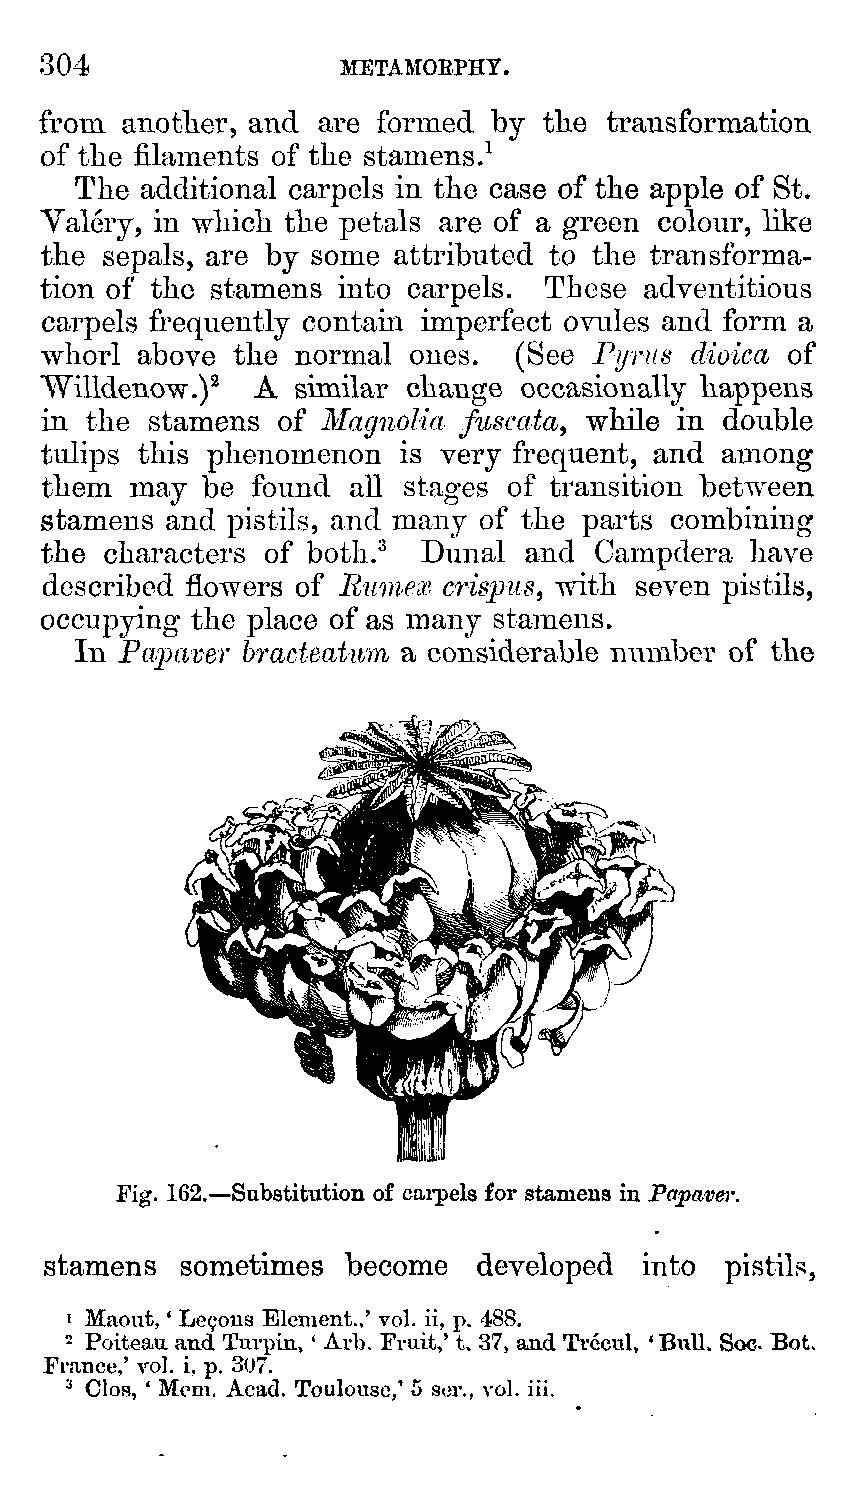 304 METAMORPHY.
from another, and are formed by the transformation
of the filaments of the stamens.¹
The additional carpels in the case of the apple of St.
Valéry, in which the petals are of a green colour, like
the sepals, are by some attributed to the transforma-
tion of the stamens into carpels. These adventitious
carpels frequently contain imperfect ovules and form a
whorl above the normal ones. (See Pyrus dioica of
Willdenow.)² A similar change occasionally happens
in the stamens of Magnolia fuscata, while in double
tulips this phenomenon is very frequent, and among
them may be found all stages of transition between
stamens and pistils, and many of the parts combining
the characters of both.³ Dunal and Campdera have
described flowers of Rumex crispus, with seven pistils,
occupying the place of as many stamens.
In Papaver bracteatum a considerable number of the
Fig. 162.—Substitution of carpels for stamens in Papaver.
stamens sometimes become developed into pistils,
¹ Maout, ‘Leçons Element.,’ vol. ii, p. 488.
² Poiteau and Turpin, ‘Arb. Fruit,’ t. 37, and Trécul, ‘Bull. Soc. Bot.
France,’ vol. i, p. 307.
³ Clos, ‘Mem. Acad. Toulouse,’ 5 ser., vol. iii.